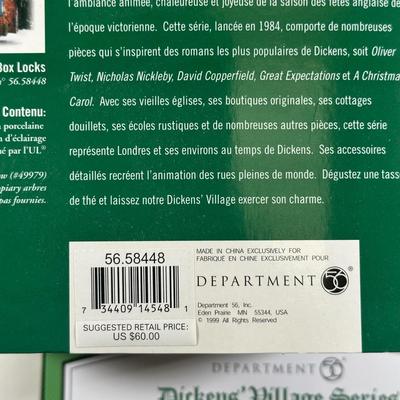 l'ambiance animée, chaleureuse et joyeuse de la saison des fêtes anglaise de
l'époque victorienne. Cette série, lancée en 1984, comporte de nombreuses
pièces qui s'inspirent des romans les plus populaires de Dickens, soit Oliver
Twist, Nicholas Nickleby, David Copperfield, Great Expectations et A Christmas
Carol. Avec ses vieilles églises, ses boutiques originales, ses cottages
douillets, ses écoles rustiques et de nombreuses autres pièces, cette série
représente Londres et ses environs au temps de Dickens. Ses accessoires
détaillés recréent l'animation des rues pleines de monde. Dégustez une tasse
de thé et laissez notre Dickens' Village exercer son charme.
Box Locks
n° 56.58448
Contenu:
porcelaine
n d'éclairage
né par l'UL®
ow (#49979)
piary arbres
pas fournies.
56.58448
7 34409 14548 1
SUGGESTED RETAIL PRICE:
US $60.00
MADE IN CHINA EXCLUSIVELY FOR
FABRIQUÉ EN CHINE EXCLUSIVEMENT POUR
DEPARTMENT 56
Department 56, Inc.
Eden Prairie MN 55344, USA
© 1999 All Rights Reserved
DEPARTMENT 56
Dickens' Village Series